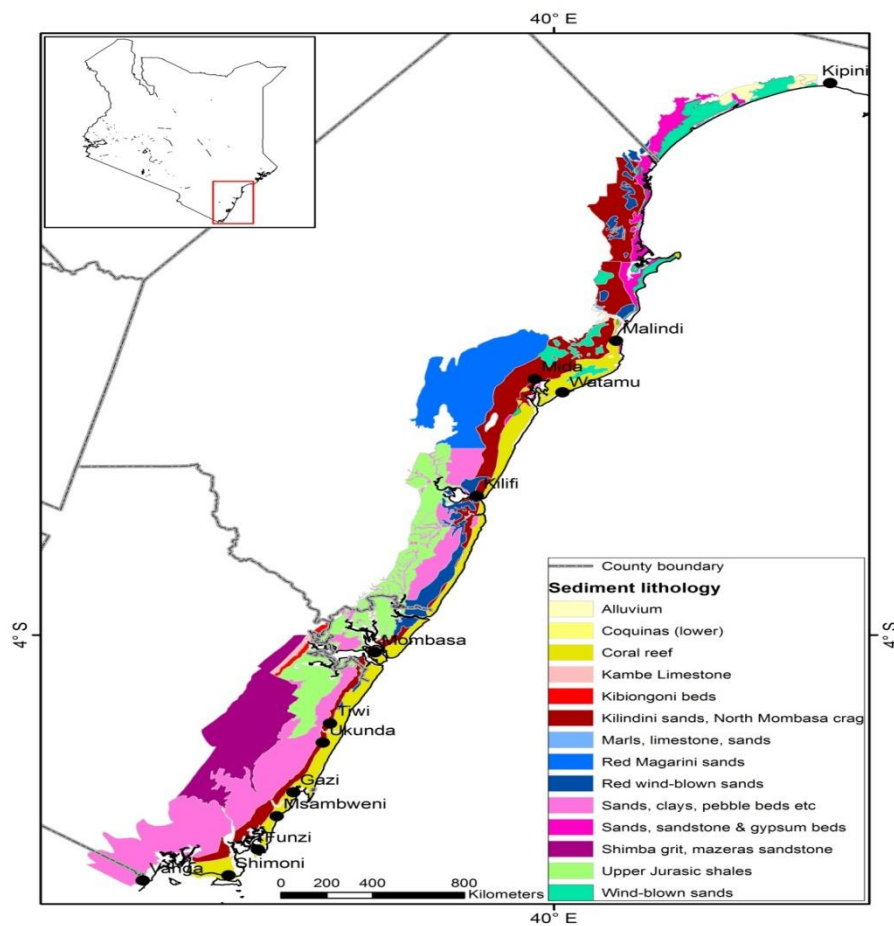 40° E
Kipini
Malindi
Mida
Watamu
Kilifi
4° S
4° S
Mombasa
Tiwi
Ukunda
Gazi
Msambweni
Funzi
Shimoni
Vanga
0 200 400 800
Kilometers
County boundary
Sediment lithology
Alluvium
Coquinas (lower)
Coral reef
Kambe Limestone
Kibiongoni beds
Kilindini sands, North Mombasa crag
Marls, limestone, sands
Red Magarini sands
Red wind-blown sands
Sands, clays, pebble beds etc
Sands, sandstone & gypsum beds
Shimba grit, mazeras sandstone
Upper Jurasic shales
Wind-blown sands
40° E